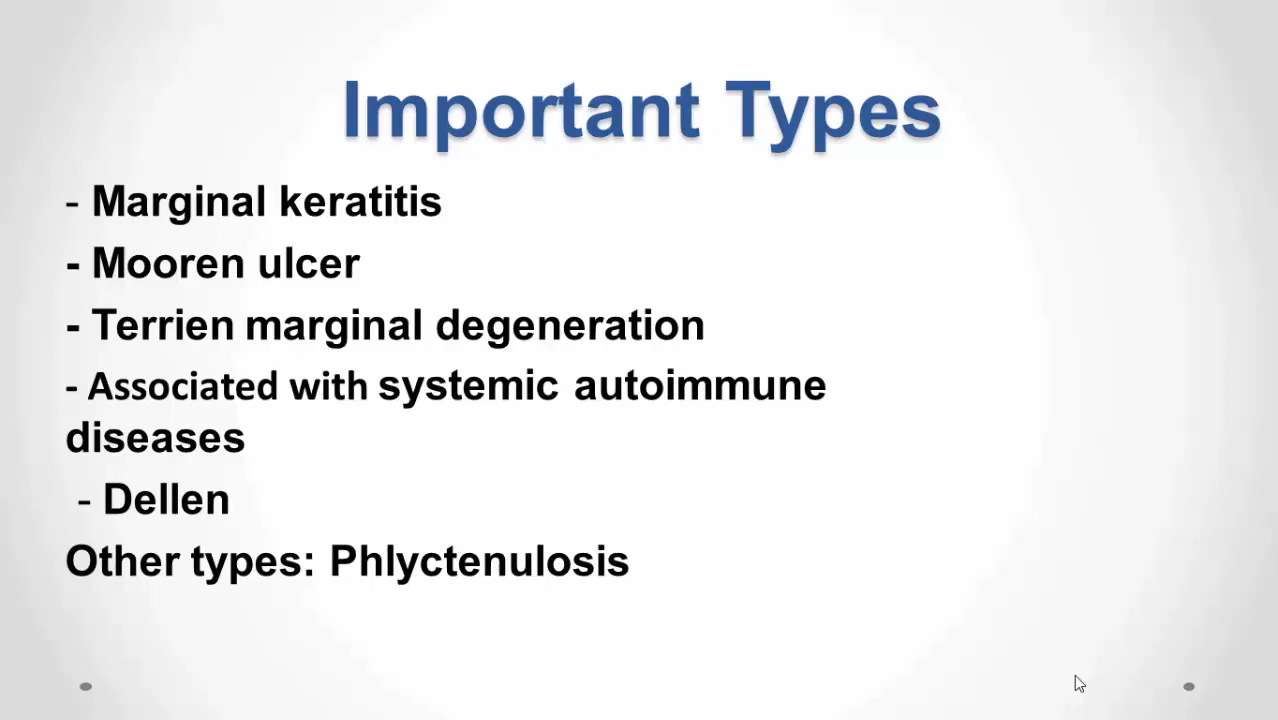 Important Types
- Marginal keratitis
- Mooren ulcer
- Terrien marginal degeneration
- Associated with systemic autoimmune
diseases
- Dellen
Other types: Phlyctenulosis